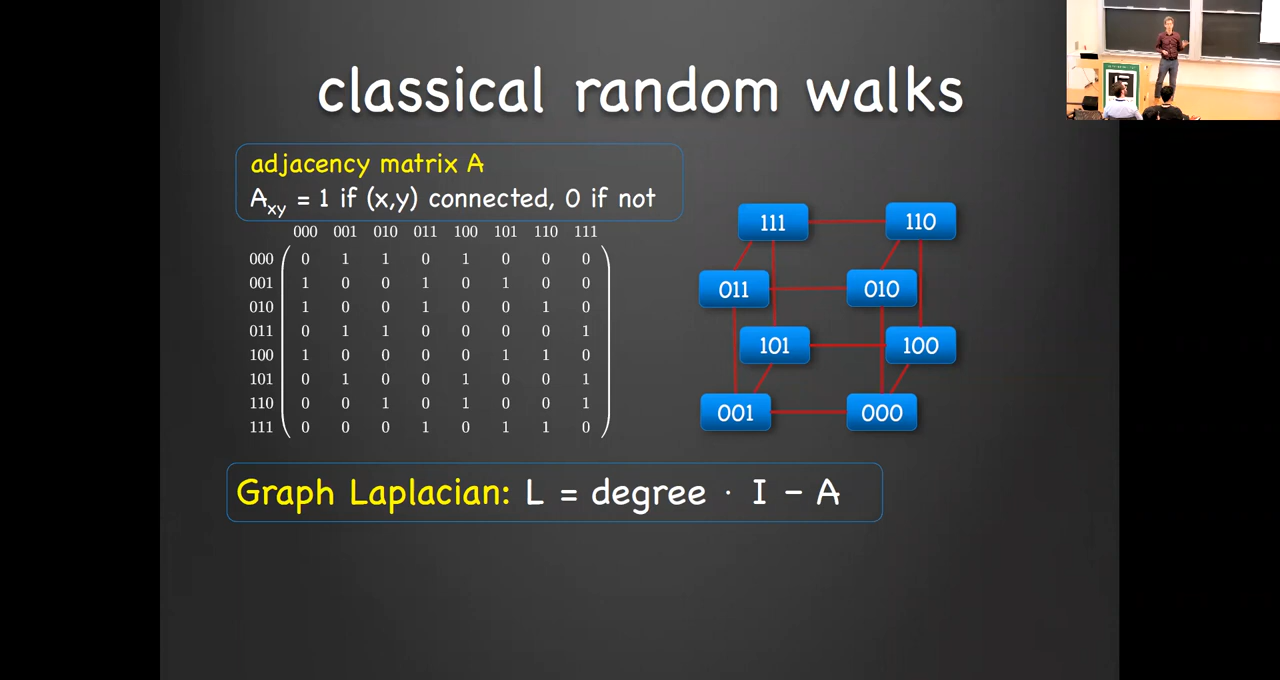 classical random walks
adjacency matrix A
Axy = 1 if (x,y) connected, 0 if not
000 001 010 011 100 101 110 111
000 0 1 1 0 1 0 0 0
001 1 0 0 1 0 1 0 0
010 1 0 0 1 0 0 1 0
011 0 1 1 0 0 0 0 1
100 1 0 0 0 0 1 1 0
101 0 1 0 0 1 0 0 1
110 0 0 1 0 1 0 0 1
111 0 0 0 1 0 1 1 0
111 110
011 010
101 100
001 000
Graph Laplacian: L = degree · I – A